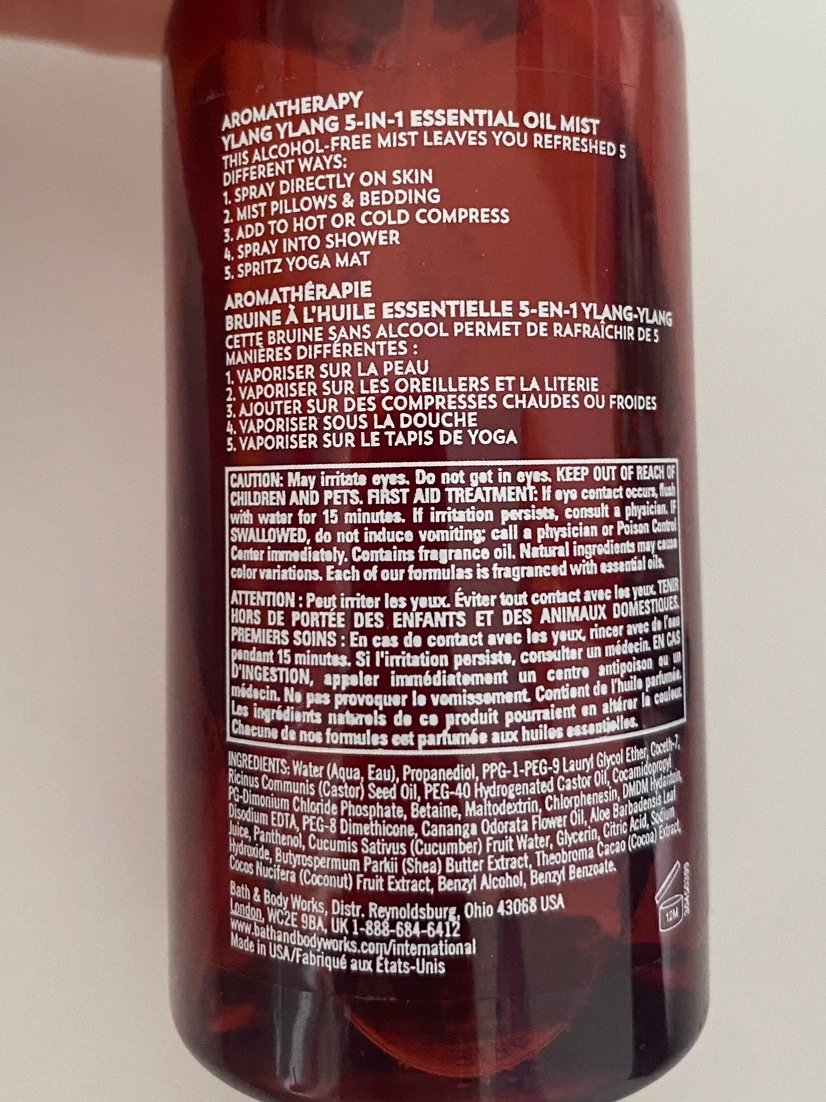 AROMATHERAPY
YLANG YLANG 5-IN-1 ESSENTIAL OIL MIST
THIS ALCOHOL-FREE MIST LEAVES YOU REFRESHED 5
DIFFERENT WAYS:
1. SPRAY DIRECTLY ON SKIN
2. MIST PILLOWS & BEDDING
3. ADD TO HOT OR COLD COMPRESS
4. SPRAY INTO SHOWER
5. SPRITZ YOGA MAT
AROMATHÉRAPIE
BRUINE À L'HUILE ESSENTIELLE 5-EN-1 YLANG-YLANG
CETTE BRUINE SANS ALCOOL PERMET DE RAFRAÎCHIR DE 5
MANIÈRES DIFFÉRENTES :
1. VAPORISER SUR LA PEAU
2. VAPORISER SUR LES OREILLERS ET LA LITERIE
3. AJOUTER SUR DES COMPRESSES CHAUDES OU FROIDES
4. VAPORISER SOUS LA DOUCHE
5. VAPORISER SUR LE TAPIS DE YOGA
CAUTION: May irritate eyes. Do not get in eyes. KEEP OUT OF REACH OF
CHILDREN AND PETS. FIRST AID TREATMENT: If eye contact occurs, flush
with water for 15 minutes. If irritation persists, consult a physician. IF
SWALLOWED, do not induce vomiting; call a physician or Poison Control
Center immediately. Contains fragrance oil. Natural ingredients may cause
color variations. Each of our formulas is fragranced with essential oils.
ATTENTION : Peut irriter les yeux. Éviter tout contact avec les yeux. TENIR
HORS DE PORTÉE DES ENFANTS ET DES ANIMAUX DOMESTIQUES.
PREMIERS SOINS : En cas de contact avec les yeux, rincer avec de l'eau
pendant 15 minutes. Si l'irritation persiste, consulter un médecin. EN CAS
D'INGESTION, appeler immédiatement un centre antipoison ou un
médecin. Ne pas provoquer le vomissement. Contient de l'huile parfumée.
Les ingrédients naturels de ce produit pourraient en altérer la couleur.
Chacune de nos formules est parfumée aux huiles essentielles.
INGREDIENTS: Water (Aqua, Eau), Propanediol, PPG-1-PEG-9 Lauryl Glycol Ether, Coceth-7,
Ricinus Communis (Castor) Seed Oil, PEG-40 Hydrogenated Castor Oil, Cocamidopropyl
PG-Dimonium Chloride Phosphate, Betaine, Maltodextrin, Chlorphenesin, DMDM Hydantoin,
Disodium EDTA, PEG-8 Dimethicone, Cananga Odorata Flower Oil, Aloe Barbadensis Leaf
Juice, Panthenol, Cucumis Sativus (Cucumber) Fruit Water, Glycerin, Citric Acid, Sodium
Hydroxide, Butyrospermum Parkii (Shea) Butter Extract, Theobroma Cacao (Cocoa) Extract,
Cocos Nucifera (Coconut) Fruit Extract, Benzyl Alcohol, Benzyl Benzoate.
Bath & Body Works, Distr. Reynoldsburg, Ohio 43068 USA
London, WC2E 9BA, UK 1-888-684-6412
www.bathandbodyworks.com/international
Made in USA/Fabriqué aux États-Unis
12M